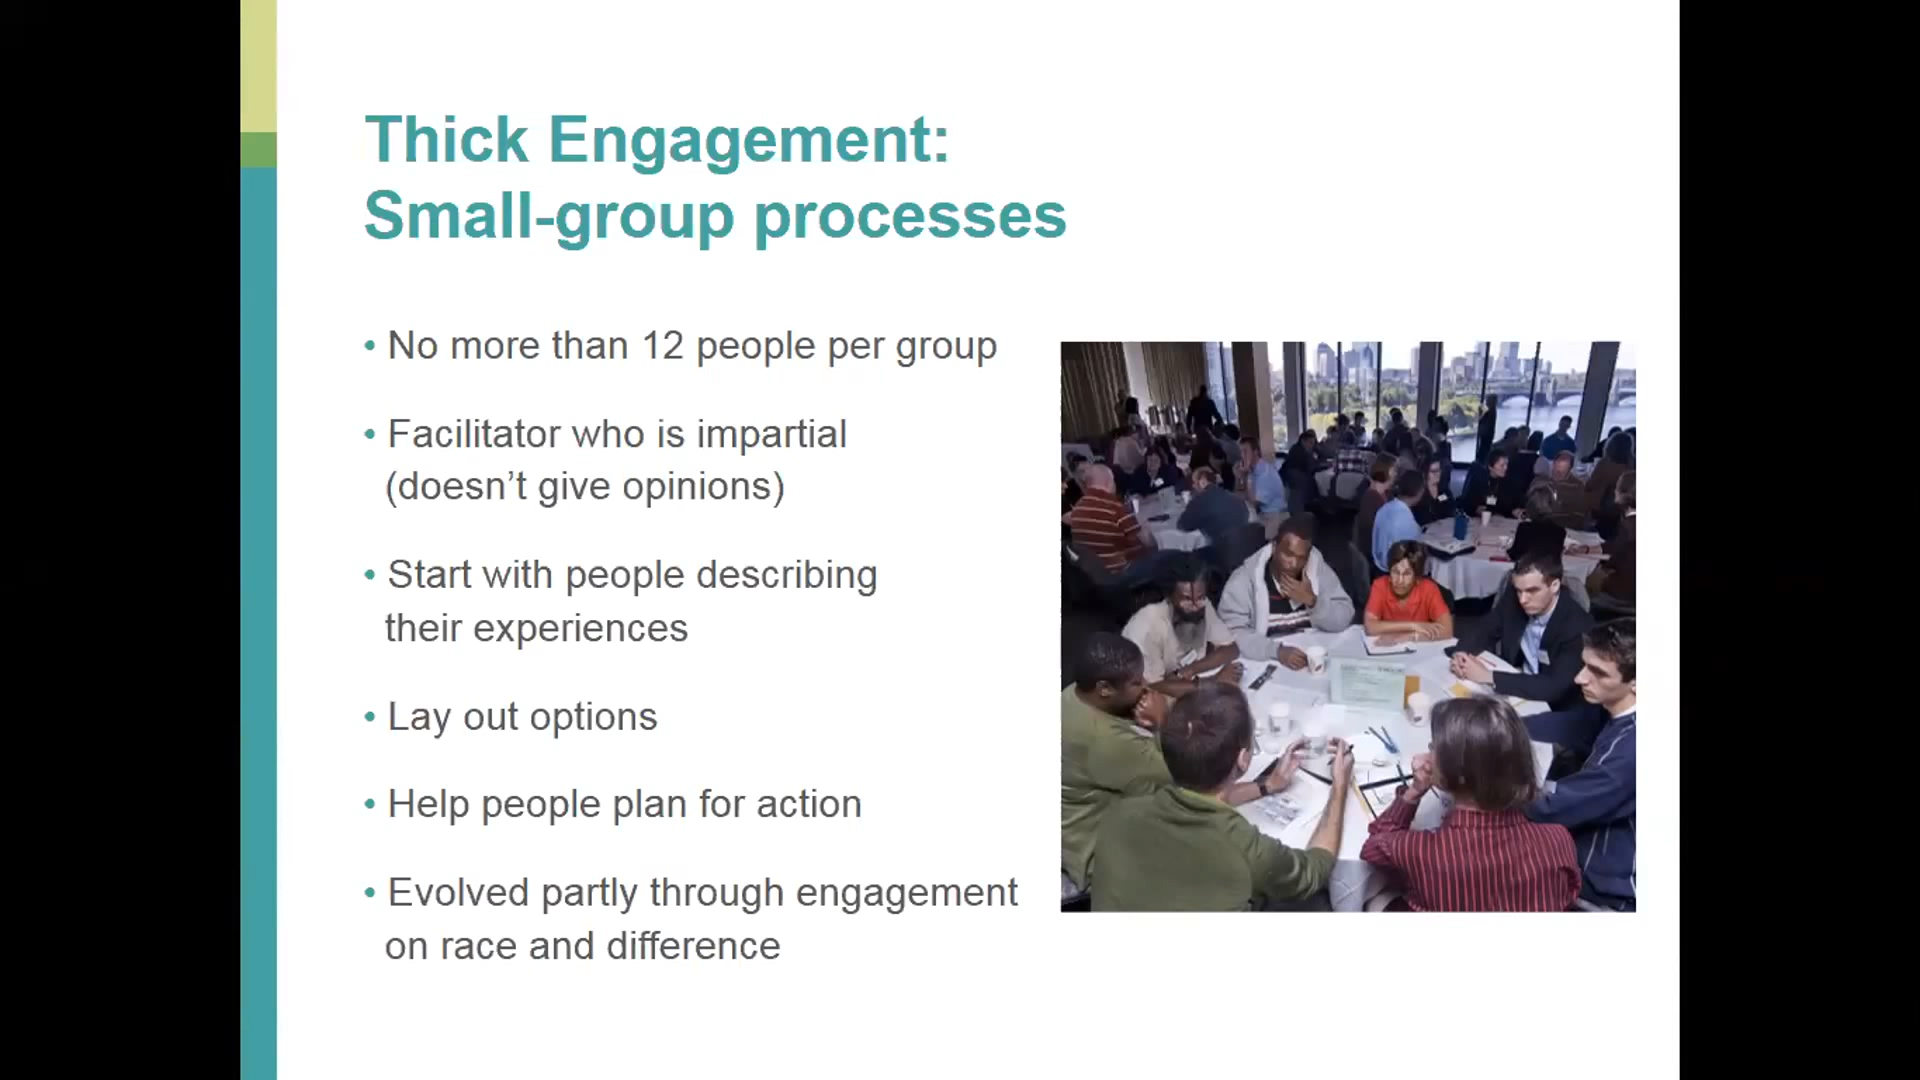 Thick Engagement:
Small-group processes
• No more than 12 people per group
• Facilitator who is impartial
(doesn’t give opinions)
• Start with people describing
their experiences
• Lay out options
• Help people plan for action
• Evolved partly through engagement
on race and difference